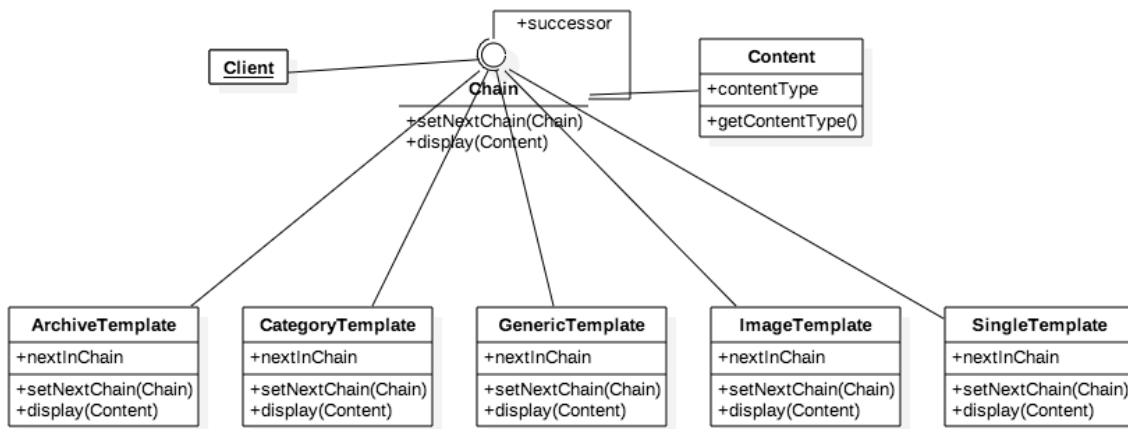 +successor
Client
Chain
+setNextChain(Chain)
+display(Content)
Content
+contentType
+getContentType()
ArchiveTemplate
+nextInChain
+setNextChain(Chain)
+display(Content)
CategoryTemplate
+nextInChain
+setNextChain(Chain)
+display(Content)
GenericTemplate
+nextInChain
+setNextChain(Chain)
+display(Content)
ImageTemplate
+nextInChain
+setNextChain(Chain)
+display(Content)
SingleTemplate
+nextInChain
+setNextChain(Chain)
+display(Content)